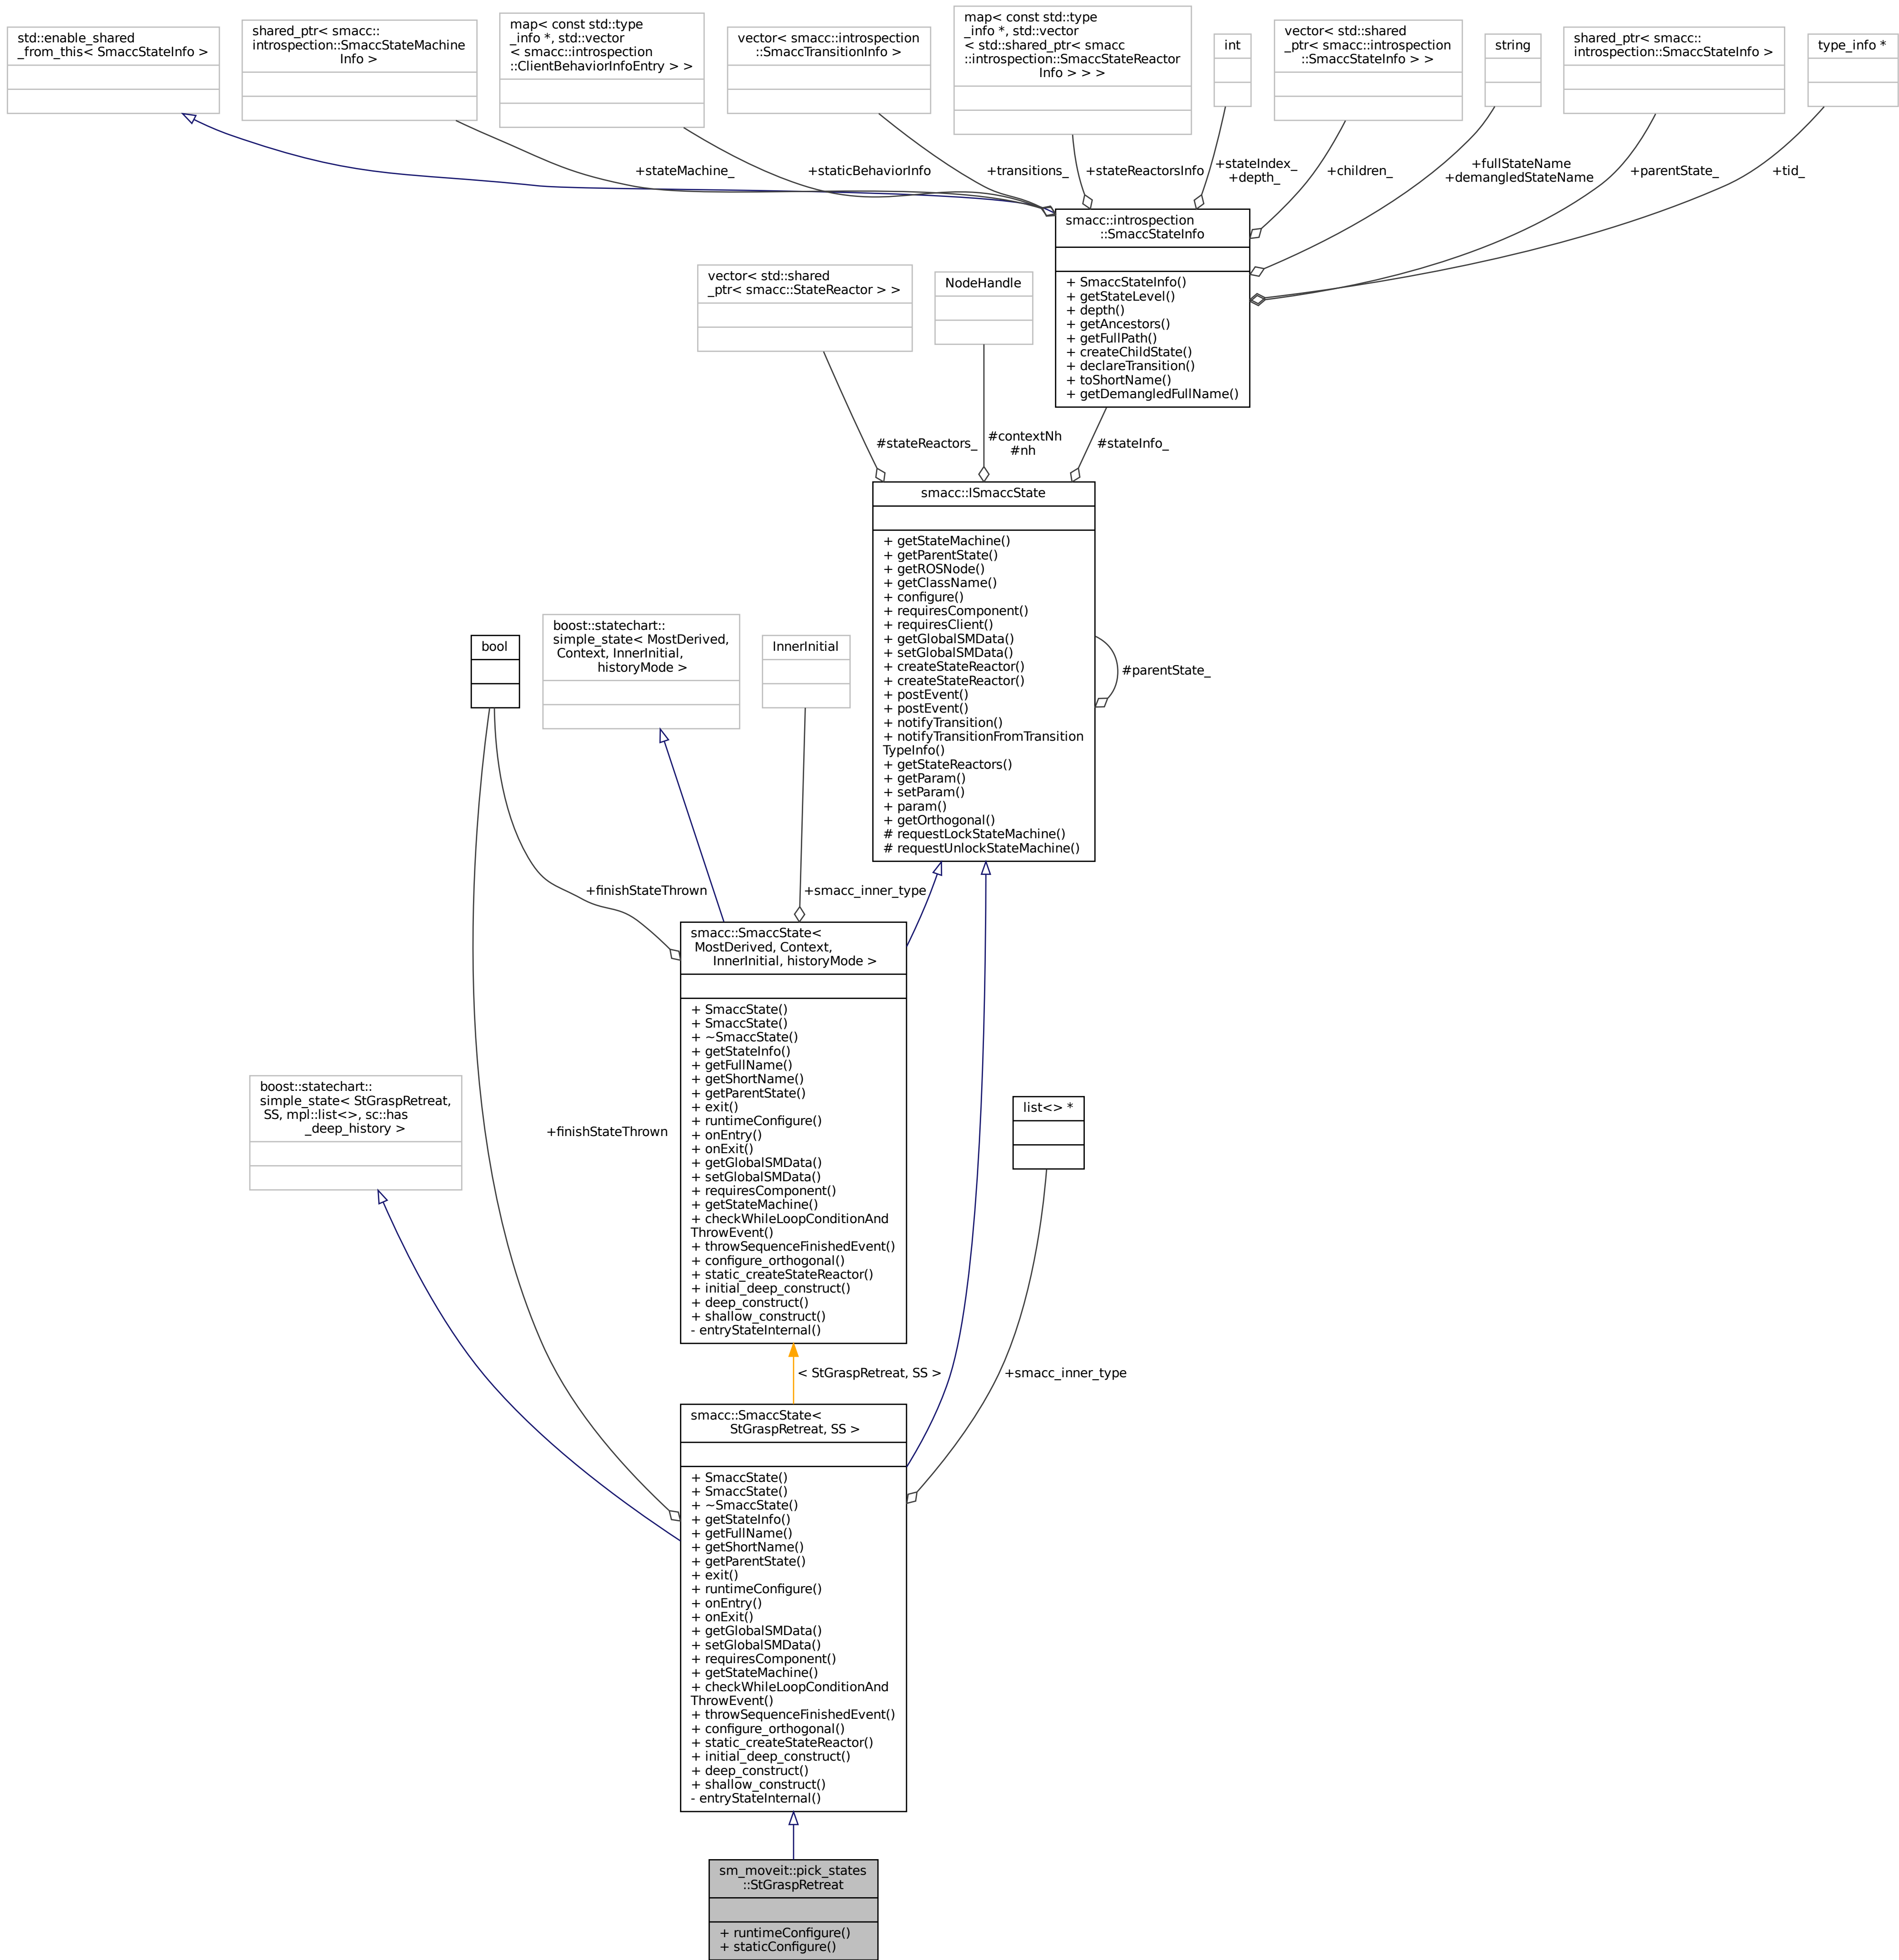 std::enable_shared
_from_this< SmaccStateInfo >
shared_ptr< smacc::
introspection::SmaccStateMachine
Info >
map< const std::type
_info *, std::vector
< smacc::introspection
::ClientBehaviorInfoEntry > >
vector< smacc::introspection
::SmaccTransitionInfo >
map< const std::type
_info *, std::vector
< std::shared_ptr< smacc
::introspection::SmaccStateReactor
Info > > >
int
vector< std::shared
_ptr< smacc::introspection
::SmaccStateInfo > >
string
shared_ptr< smacc::
introspection::SmaccStateInfo >
type_info *
+stateMachine_
+staticBehaviorInfo
+transitions_
+stateReactorsInfo
+stateIndex_
+depth_
+children_
+fullStateName
+demangledStateName
+parentState_
+tid_
smacc::introspection
::SmaccStateInfo
+ SmaccStateInfo()
+ getStateLevel()
+ depth()
+ getAncestors()
+ getFullPath()
+ createChildState()
+ declareTransition()
+ toShortName()
+ getDemangledFullName()
vector< std::shared
_ptr< smacc::StateReactor > >
NodeHandle
#stateReactors_
#contextNh
#nh
#stateInfo_
smacc::ISmaccState
+ getStateMachine()
+ getParentState()
+ getROSNode()
+ getClassName()
+ configure()
+ requiresComponent()
+ requiresClient()
+ getGlobalSMData()
+ setGlobalSMData()
+ createStateReactor()
+ createStateReactor()
+ postEvent()
+ postEvent()
+ notifyTransition()
+ notifyTransitionFromTransition
TypeInfo()
+ getStateReactors()
+ getParam()
+ setParam()
+ param()
+ getOrthogonal()
# requestLockStateMachine()
# requestUnlockStateMachine()
#parentState_
bool
boost::statechart::
simple_state< MostDerived,
Context, InnerInitial,
historyMode >
InnerInitial
+finishStateThrown
+smacc_inner_type
smacc::SmaccState<
MostDerived, Context,
InnerInitial, historyMode >
+ SmaccState()
+ SmaccState()
+ ~SmaccState()
+ getStateInfo()
+ getFullName()
+ getShortName()
+ getParentState()
+ exit()
+ runtimeConfigure()
+ onEntry()
+ onExit()
+ getGlobalSMData()
+ setGlobalSMData()
+ requiresComponent()
+ getStateMachine()
+ checkWhileLoopConditionAnd
ThrowEvent()
+ throwSequenceFinishedEvent()
+ configure_orthogonal()
+ static_createStateReactor()
+ initial_deep_construct()
+ deep_construct()
+ shallow_construct()
- entryStateInternal()
boost::statechart::
simple_state< StGraspRetreat,
SS, mpl::list<>, sc::has
_deep_history >
+finishStateThrown
list<> *
< StGraspRetreat, SS >
+smacc_inner_type
smacc::SmaccState<
StGraspRetreat, SS >
+ SmaccState()
+ SmaccState()
+ ~SmaccState()
+ getStateInfo()
+ getFullName()
+ getShortName()
+ getParentState()
+ exit()
+ runtimeConfigure()
+ onEntry()
+ onExit()
+ getGlobalSMData()
+ setGlobalSMData()
+ requiresComponent()
+ getStateMachine()
+ checkWhileLoopConditionAnd
ThrowEvent()
+ throwSequenceFinishedEvent()
+ configure_orthogonal()
+ static_createStateReactor()
+ initial_deep_construct()
+ deep_construct()
+ shallow_construct()
- entryStateInternal()
sm_moveit::pick_states
::StGraspRetreat
+ runtimeConfigure()
+ staticConfigure()